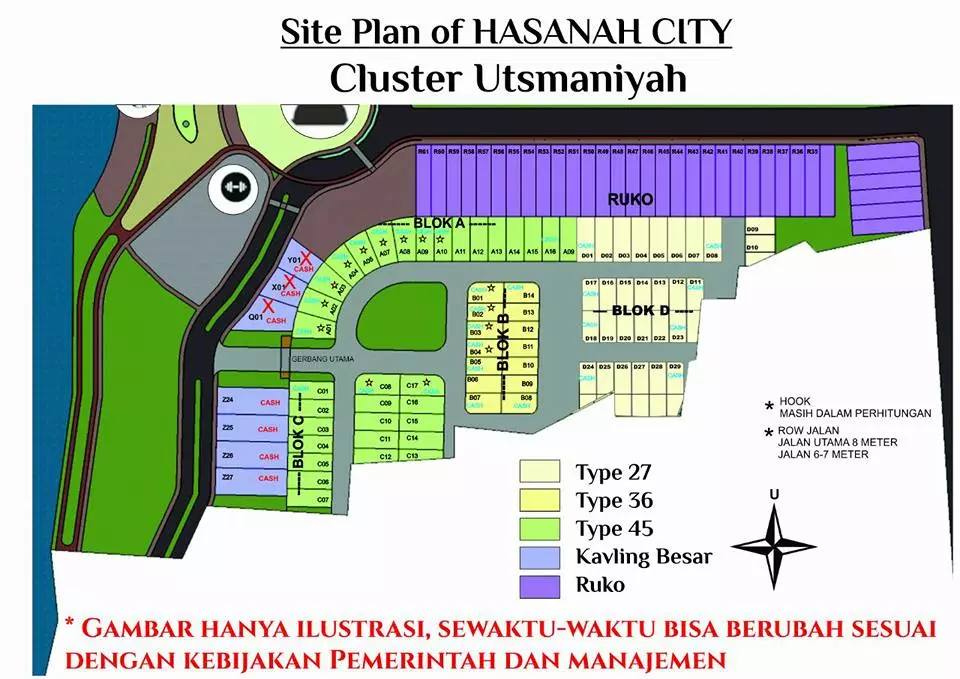 Site Plan of HASANAH CITY
Cluster Utsmaniyah
R61 R60 R59 R58 R57 R56 R55 R54 R53 R52 R51 R50 R49 R48 R47 R46 R45 R44 R43 R42 R41 R40 R39 R38 R37 R36 R35
RUKO
BLOK A
A01 A02 A03 A04 A06 A07 A08 A09 A10 A11 A12 A13 A14 A15 A16 A09
D01 D02 D03 D04 D05 D06 D07 D08
D09
D10
Y01 CASH
X01 CASH
Q01 CASH
GERBANG UTAMA
BLOK B
B01 B14
B02 B13
B03 B12
B04 B11
B05 B10
B06 B09
B07 B08
CASH
D17 D16 D15 D14 D13 D12 D11
BLOK D
D18 D19 D20 D21 D22 D23
D24 D25 D26 D27 D28 D29
Z24 CASH
Z25 CASH
Z26 CASH
Z27 CASH
BLOK C
C01
C02
C03
C04
C05
C06
C07
C08 C17
C09 C16
C10 C15
C11 C14
C12 C13
* HOOK
MASIH DALAM PERHITUNGAN
* ROW JALAN
JALAN UTAMA 8 METER
JALAN 6-7 METER
Type 27
Type 36
Type 45
Kavling Besar
Ruko
U
* GAMBAR HANYA ILUSTRASI, SEWAKTU-WAKTU BISA BERUBAH SESUAI
DENGAN KEBIJAKAN PEMERINTAH DAN MANAJEMEN